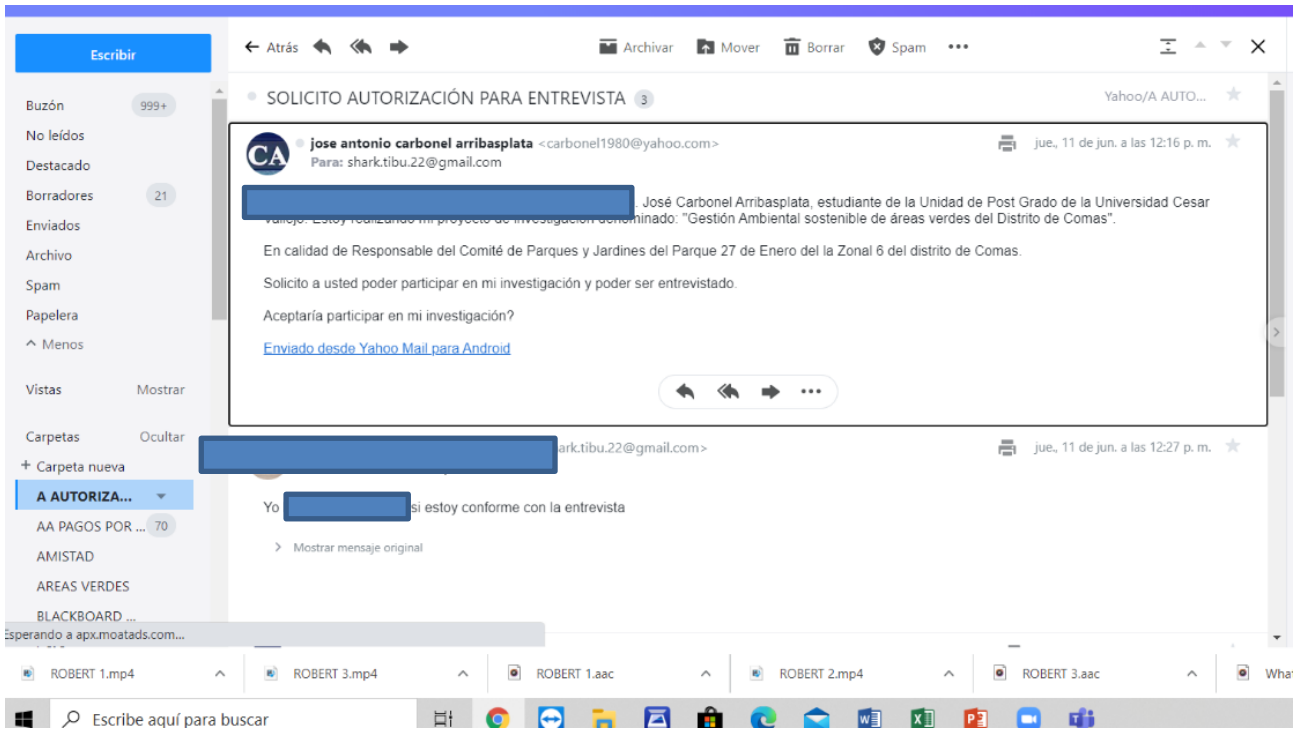 Escribir
Atrás
Archivar
Mover
Borrar
Spam
Buzón 999+
No leídos
Destacado
Borradores 21
Enviados
Archivo
Spam
Papelera
Menos
Vistas Mostrar
Carpetas Ocultar
+ Carpeta nueva
A AUTORIZA...
AA PAGOS POR ... 70
AMISTAD
AREAS VERDES
BLACKBOARD ...
Esperando a apx.moatads.com...
SOLICITO AUTORIZACIÓN PARA ENTREVISTA 3
Yahoo/A AUTO...
CA
jose antonio carbonel arribasplata <carbonel1980@yahoo.com>
jue., 11 de jun. a las 12:16 p. m.
Para: shark.tibu.22@gmail.com
. José Carbonel Arribasplata, estudiante de la Unidad de Post Grado de la Universidad Cesar
Vallejo. Estoy realizando mi proyecto de investigación denominado: "Gestión Ambiental sostenible de áreas verdes del Distrito de Comas".
En calidad de Responsable del Comité de Parques y Jardines del Parque 27 de Enero del la Zonal 6 del distrito de Comas.
Solicito a usted poder participar en mi investigación y poder ser entrevistado.
Aceptaría participar en mi investigación?
Enviado desde Yahoo Mail para Android
ark.tibu.22@gmail.com>
jue., 11 de jun. a las 12:27 p. m.
Yo si estoy conforme con la entrevista
Mostrar mensaje original
ROBERT 1.mp4
ROBERT 3.mp4
ROBERT 1.aac
ROBERT 2.mp4
ROBERT 3.aac
Escribe aquí para buscar